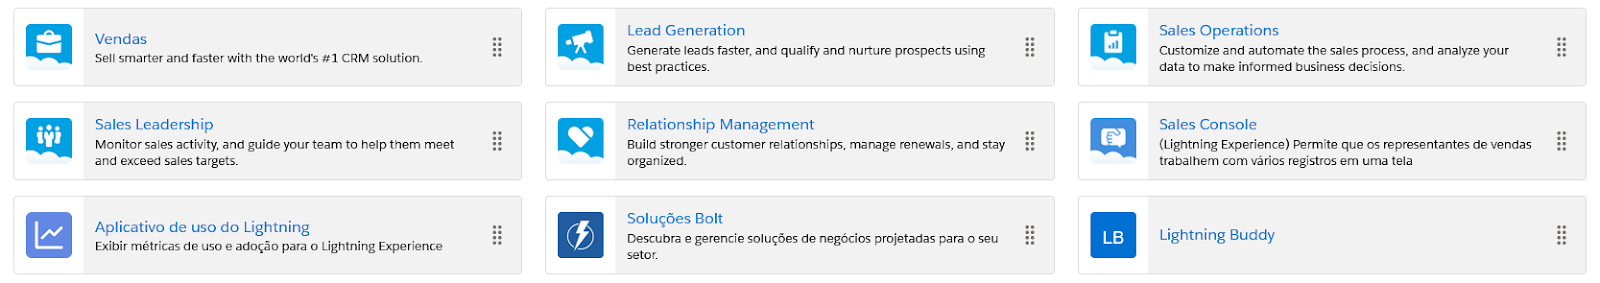 Vendas
Sell smarter and faster with the world's #1 CRM solution.
Lead Generation
Generate leads faster, and qualify and nurture prospects using
best practices.
Sales Operations
Customize and automate the sales process, and analyze your
data to make informed business decisions.
Sales Leadership
Monitor sales activity, and guide your team to help them meet
and exceed sales targets.
Relationship Management
Build stronger customer relationships, manage renewals, and stay
organized.
Sales Console
(Lightning Experience) Permite que os representantes de vendas
trabalhem com vários registros em uma tela
Aplicativo de uso do Lightning
Exibir métricas de uso e adoção para o Lightning Experience
Soluções Bolt
Descubra e gerencie soluções de negócios projetadas para o seu
setor.
LB
Lightning Buddy